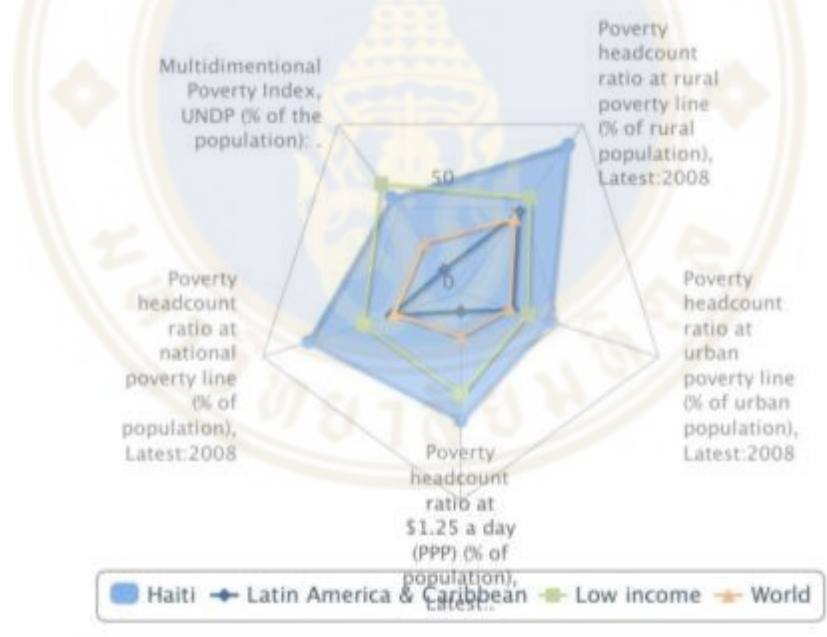 Multidimentional
Poverty Index,
UNDP (% of the
population): .
Poverty
headcount
ratio at rural
poverty line
(% of rural
population),
Latest:2008
50
0
Poverty
headcount
ratio at
national
poverty line
(% of
population),
Latest:2008
Poverty
headcount
ratio at
urban
poverty line
(% of urban
population),
Latest:2008
Poverty
headcount
ratio at
$1.25 a day
(PPP) (% of
population),
Latest:.
Haiti Latin America & Caribbean Low income World